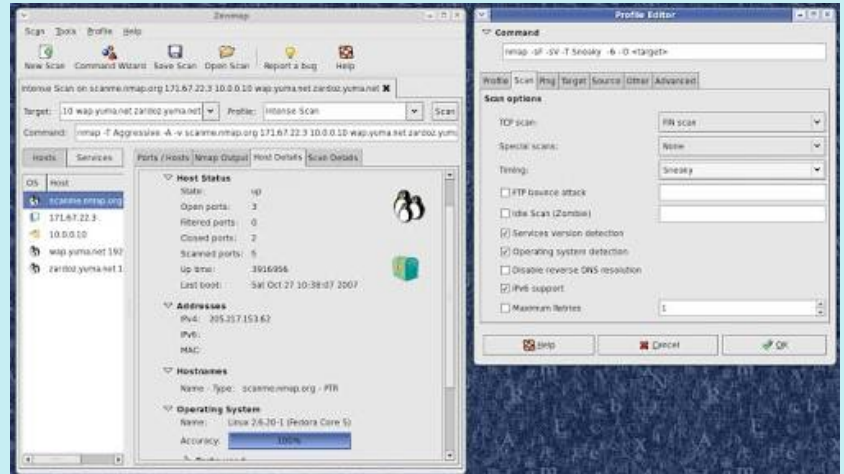 Zenmap
Scan Tools Profile Help
New Scan Command Wizard Save Scan Open Scan Report a bug Help
Intense Scan on scanme.nmap.org 171.67.22.3 10.0.0.10 wap.yuma.net zardoz.yuma.net
Target: .10 wap.yuma.net zardoz.yuma.net Profile: Intense Scan Scan
Command: nmap -T Aggressive -A -v scanme.nmap.org 171.67.22.3 10.0.0.10 wap.yuma.net zardoz.yum
Hosts Services
Ports / Hosts Nmap Output Host Details Scan Details
OS Host
scanme.nmap.org
171.67.22.3
10.0.0.10
wap.yuma.net 192
zardoz.yuma.net 1
Host Status
State: up
Open ports: 3
Filtered ports: 0
Closed ports: 2
Scanned ports: 5
Up time: 3916956
Last boot: Sat Oct 27 10:38:07 2007
Addresses
IPv4: 205.217.153.62
IPv6:
MAC:
Hostnames
Name - Type: scanme.nmap.org - PTR
Operating System
Name: Linux 2.6.20-1 (Fedora Core 5)
Accuracy: 100%
Profile Editor
Command
nmap -sF -sV -T Sneaky -6 -O <target>
Profile Scan Ping Target Source Other Advanced
Scan options
TCP scan: FIN scan
Special scans: None
Timing: Sneaky
FTP bounce attack
Idle Scan (Zombie)
Services version detection
Operating system detection
Disable reverse DNS resolution
IPv6 support
Maximum Retries 1
Help Cancel OK